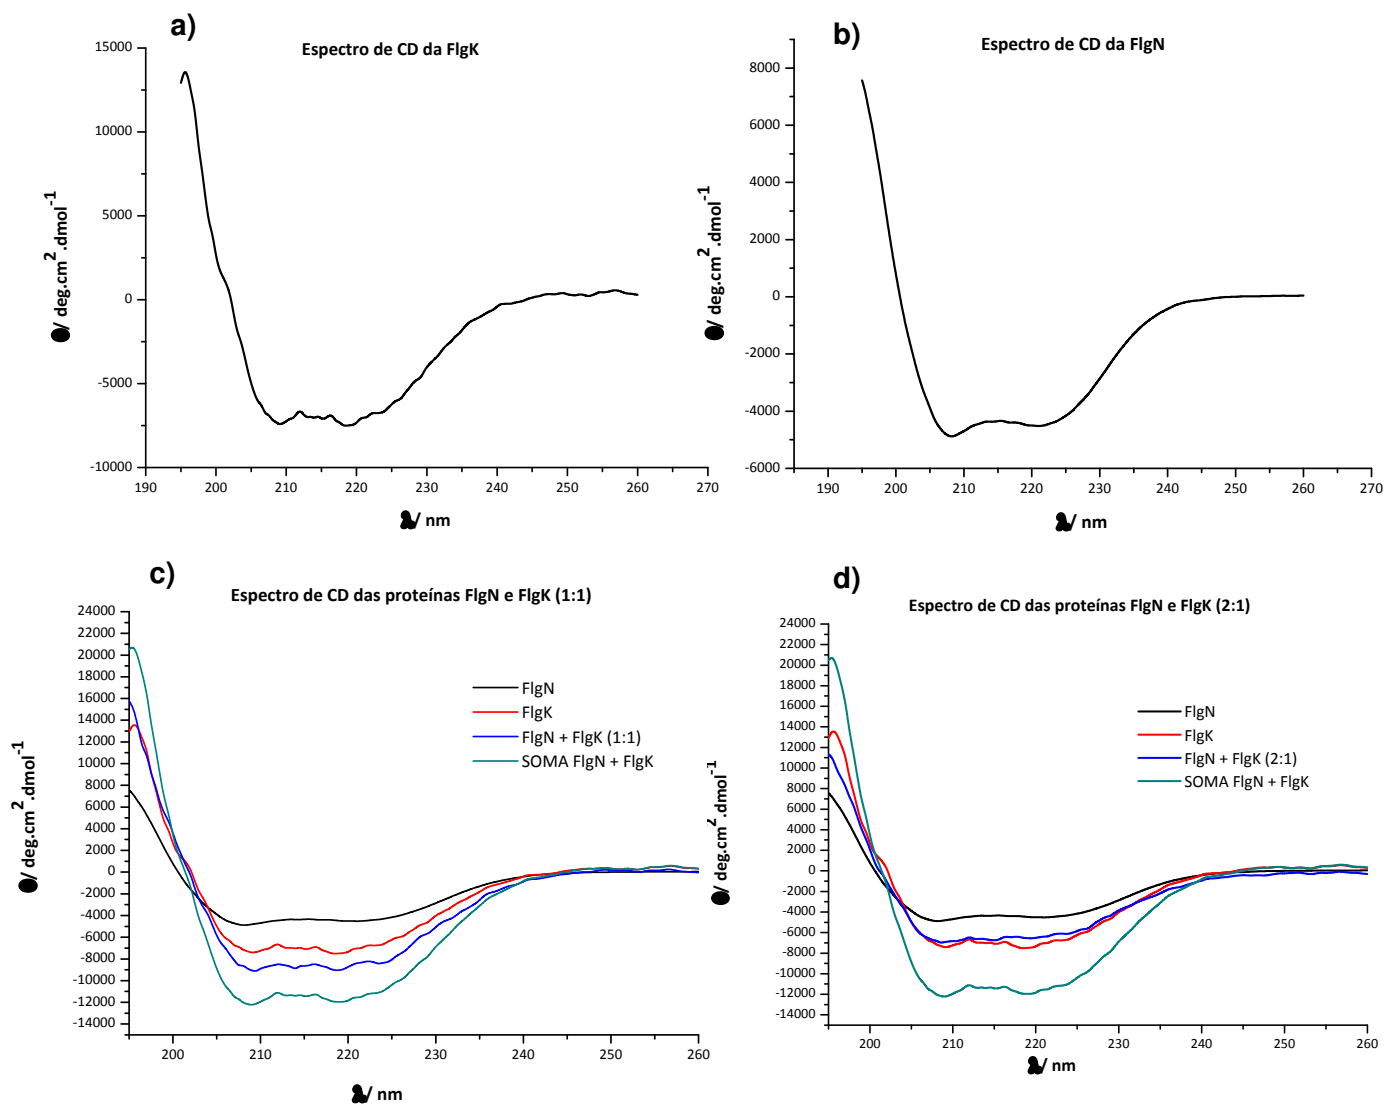 a)
Espectro de CD da FlgK
15000
10000
5000
0
-5000
-10000
190 200 210 220 230 240 250 260 270
/ deg.cm².dmol⁻¹
/ nm
b)
Espectro de CD da FlgN
8000
6000
4000
2000
0
-2000
-4000
-6000
190 200 210 220 230 240 250 260 270
/ deg.cm².dmol⁻¹
/ nm
c)
Espectro de CD das proteínas FlgN e FlgK (1:1)
24000
22000
20000
18000
16000
14000
12000
10000
8000
6000
4000
2000
0
-2000
-4000
-6000
-8000
-10000
-12000
-14000
200 210 220 230 240 250 260
FlgN
FlgK
FlgN + FlgK (1:1)
SOMA FlgN + FlgK
/ deg.cm².dmol⁻¹
/ nm
d)
Espectro de CD das proteínas FlgN e FlgK (2:1)
24000
22000
20000
18000
16000
14000
12000
10000
8000
6000
4000
2000
0
-2000
-4000
-6000
-8000
-10000
-12000
-14000
200 210 220 230 240 250 260
FlgN
FlgK
FlgN + FlgK (2:1)
SOMA FlgN + FlgK
/ deg.cm².dmol⁻¹
/ nm